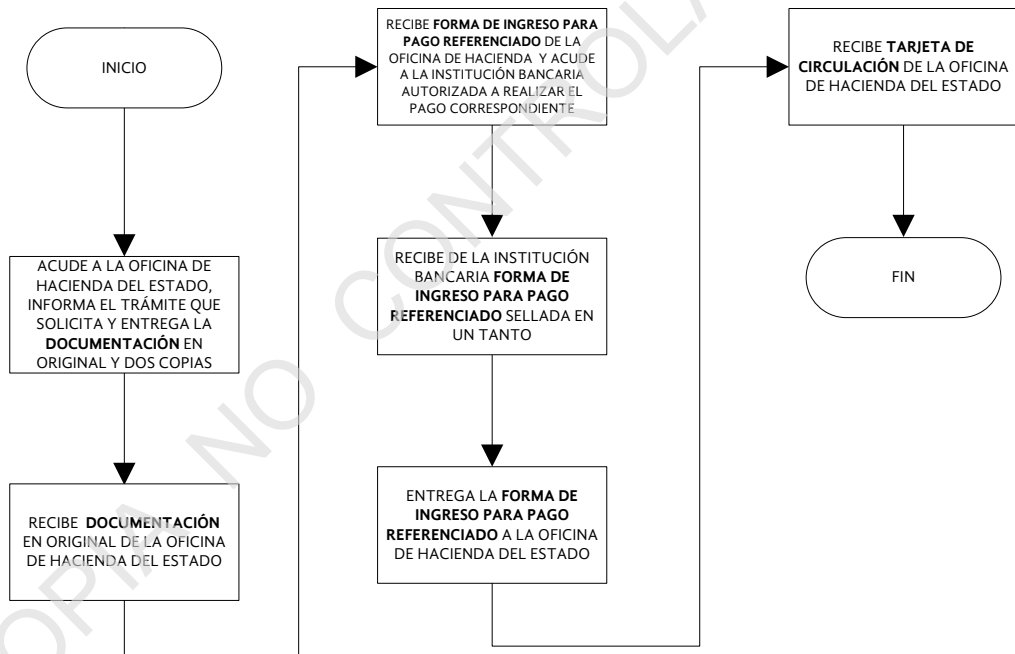 INICIO
ACUDE A LA OFICINA DE
HACIENDA DEL ESTADO,
INFORMA EL TRÁMITE QUE
SOLICITA Y ENTREGA LA
DOCUMENTACIÓN EN
ORIGINAL Y DOS COPIAS
RECIBE DOCUMENTACIÓN
EN ORIGINAL DE LA OFICINA
DE HACIENDA DEL ESTADO
RECIBE FORMA DE INGRESO PARA
PAGO REFERENCIADO DE LA
OFICINA DE HACIENDA Y ACUDE
A LA INSTITUCIÓN BANCARIA
AUTORIZADA A REALIZAR EL
PAGO CORRESPONDIENTE
RECIBE DE LA INSTITUCIÓN
BANCARIA FORMA DE
INGRESO PARA PAGO
REFERENCIADO SELLADA EN
UN TANTO
ENTREGA LA FORMA DE
INGRESO PARA PAGO
REFERENCIADO A LA OFICINA
DE HACIENDA DEL ESTADO
RECIBE TARJETA DE
CIRCULACIÓN DE LA OFICINA
DE HACIENDA DEL ESTADO
FIN
OPIA NO CONTROLA